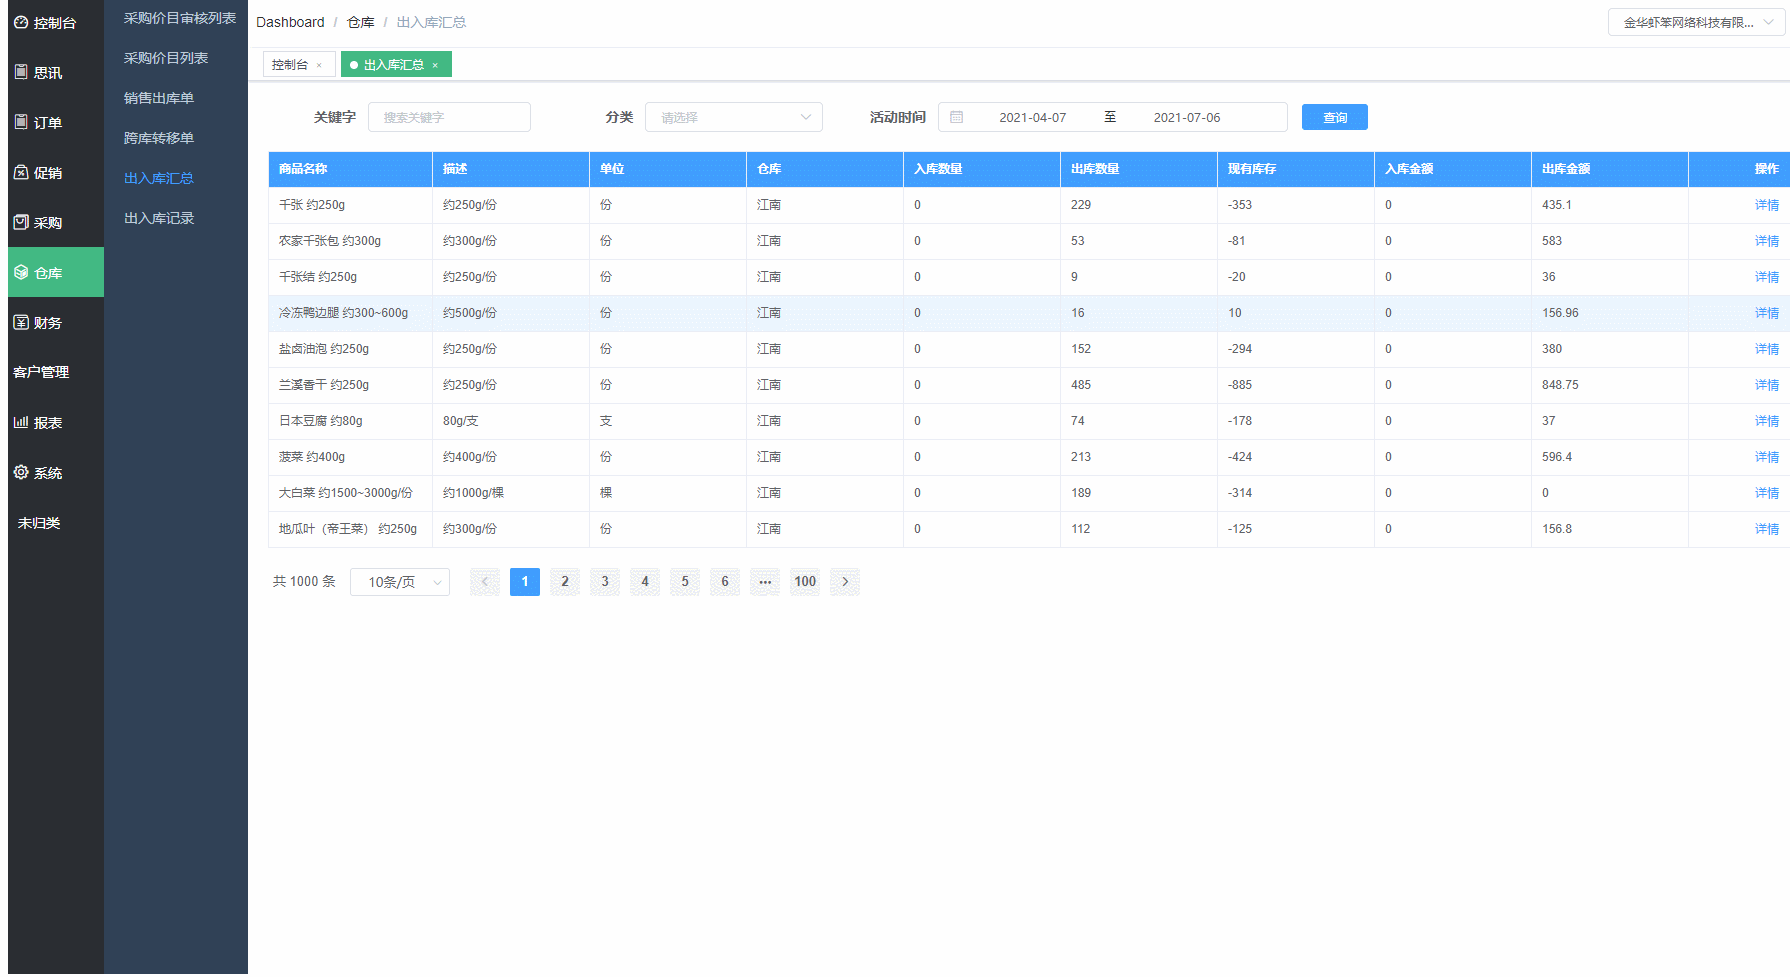 控制台
思讯
订单
促销
采购
仓库
财务
客户管理
报表
系统
未归类
采购价目审核列表
采购价目列表
销售出库单
跨库转移单
出入库汇总
出入库记录
Dashboard / 仓库 / 出入库汇总
金华虾笨网络科技有限...
控制台 × 出入库汇总 ×
关键字 搜索关键字 分类 请选择 活动时间 2021-04-07 至 2021-07-06 查询
商品名称 描述 单位 仓库 入库数量 出库数量 现有库存 入库金额 出库金额 操作
千张 约250g 约250g/份 份 江南 0 229 -353 0 435.1 详情
农家千张包 约300g 约300g/份 份 江南 0 53 -81 0 583 详情
千张结 约250g 约250g/份 份 江南 0 9 -20 0 36 详情
冷冻鸭边腿 约300~600g 约500g/份 份 江南 0 16 10 0 156.96 详情
盐卤油泡 约250g 约250g/份 份 江南 0 152 -294 0 380 详情
兰溪香干 约250g 约250g/份 份 江南 0 485 -885 0 848.75 详情
日本豆腐 约80g 80g/支 支 江南 0 74 -178 0 37 详情
菠菜 约400g 约400g/份 份 江南 0 213 -424 0 596.4 详情
大白菜 约1500~3000g/份 约1000g/棵 棵 江南 0 189 -314 0 0 详情
地瓜叶（帝王菜） 约250g 约300g/份 份 江南 0 112 -125 0 156.8 详情
共 1000 条 10条/页 1 2 3 4 5 6 ... 100